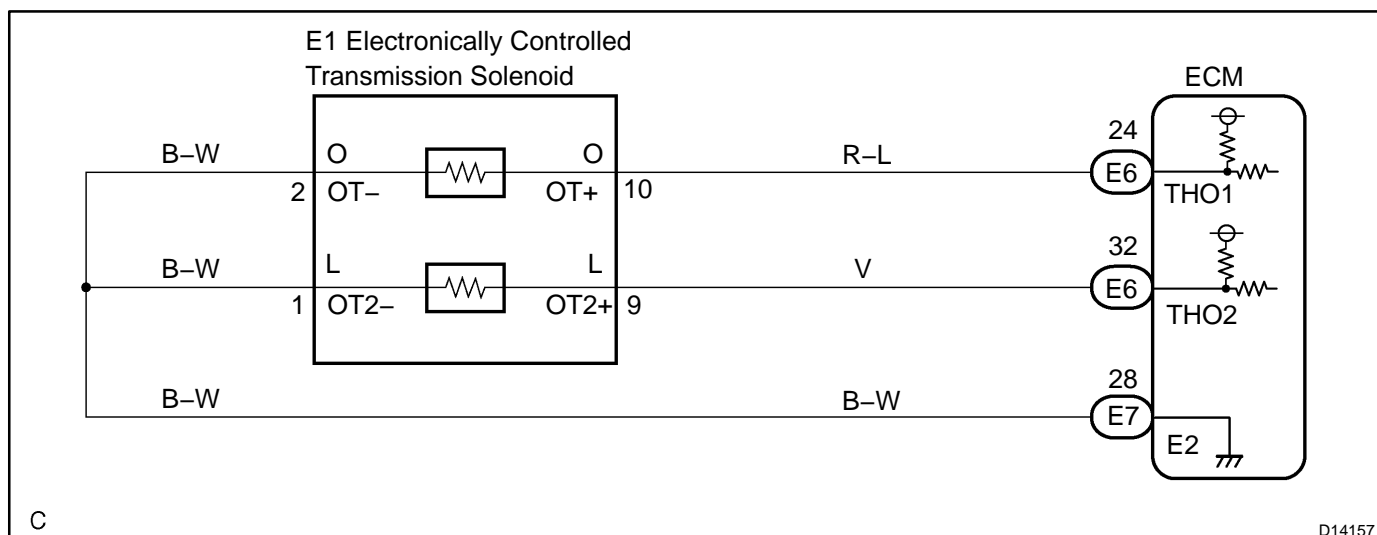 E1 Electronically Controlled
Transmission Solenoid
ECM
B–W
O
O
R–L
24
E6
2
OT–
OT+
10
THO1
B–W
L
L
V
32
E6
1
OT2–
OT2+
9
THO2
B–W
B–W
28
E7
E2
C
D14157